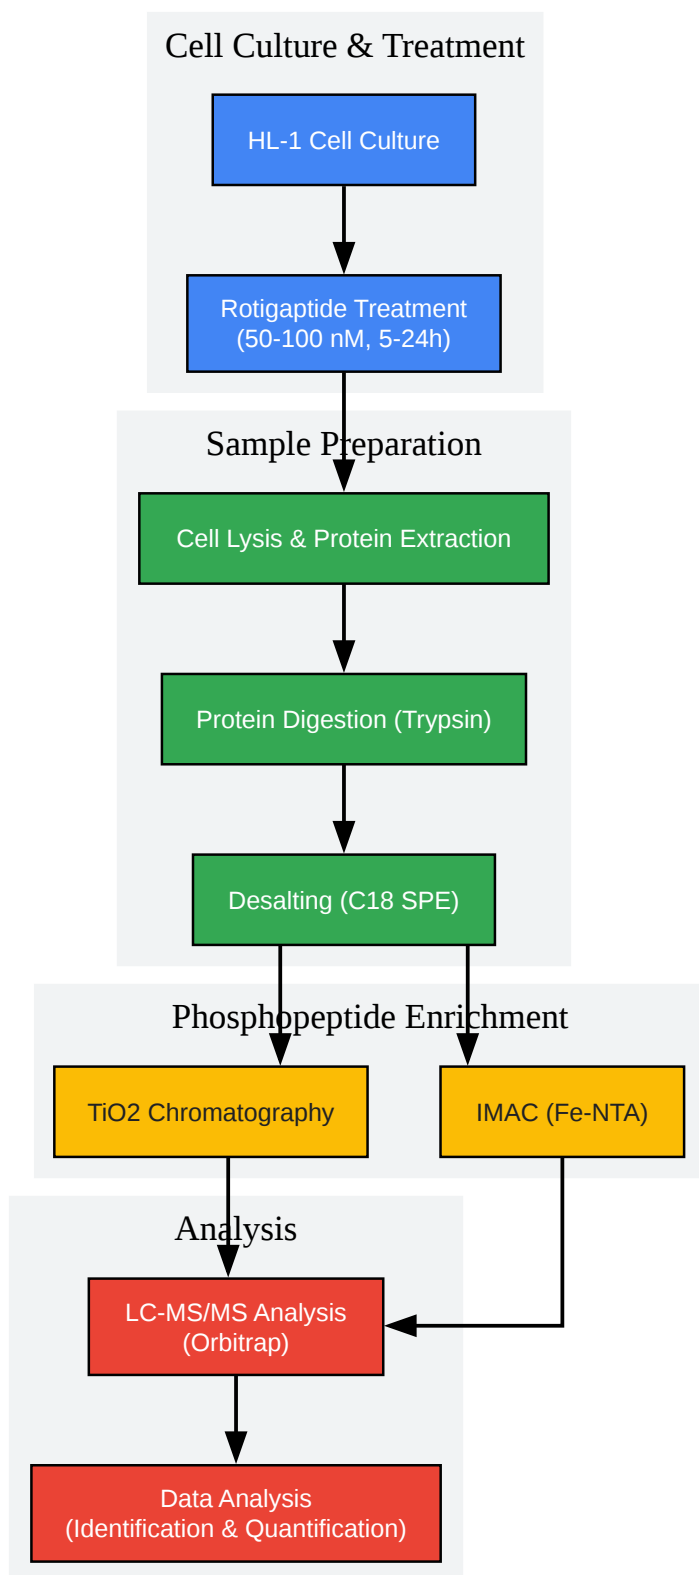 Cell Culture & Treatment
HL-1 Cell Culture
Rotigaptide Treatment
(50-100 nM, 5-24h)
Sample Preparation
Cell Lysis & Protein Extraction
Protein Digestion (Trypsin)
Desalting (C18 SPE)
Phosphopeptide Enrichment
TiO2 Chromatography
IMAC (Fe-NTA)
Analysis
LC-MS/MS Analysis
(Orbitrap)
Data Analysis
(Identification & Quantification)